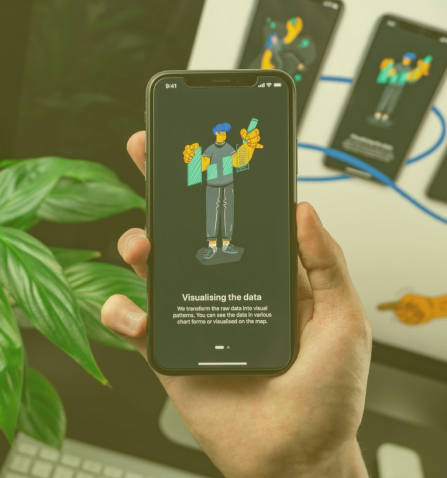 9:41
Visualising the data
We transform the raw data into visual
patterns. You can see the data in various
chart forms or visualised on the map.